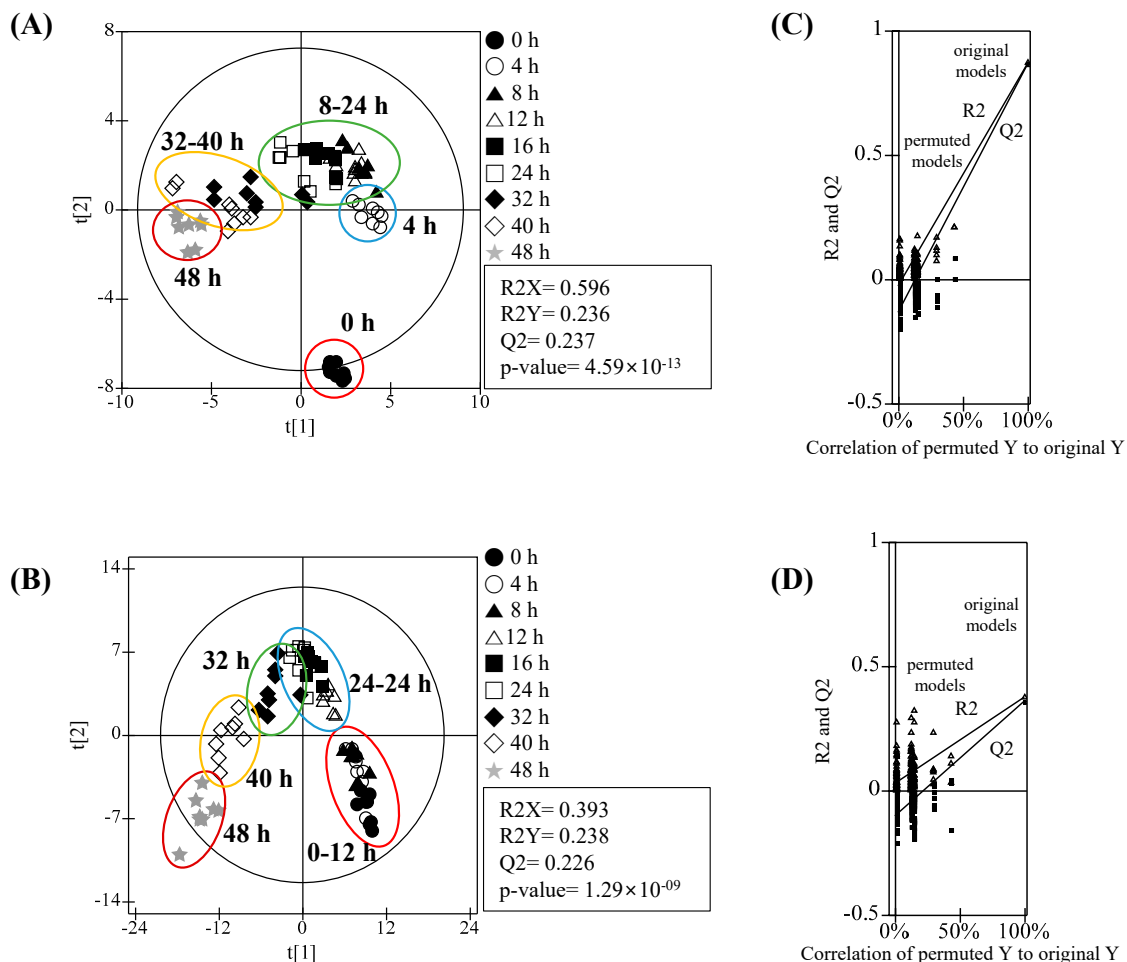 (A)
8
4
0
-4
-8
t[2]
-10
-5
0
5
10
t[1]
8-24 h
32-40 h
4 h
48 h
0 h
0 h
4 h
8 h
12 h
16 h
24 h
32 h
40 h
48 h
R2X= 0.596
R2Y= 0.236
Q2= 0.237
p-value= 4.59×10-13
(C)
1
0.5
0
-0.5
R2 and Q2
original
models
R2
Q2
permuted
models
0%
50%
100%
Correlation of permuted Y to original Y
(B)
14
7
0
-7
-14
t[2]
-24
-12
0
12
24
t[1]
32 h
24-24 h
40 h
48 h
0-12 h
0 h
4 h
8 h
12 h
16 h
24 h
32 h
40 h
48 h
R2X= 0.393
R2Y= 0.238
Q2= 0.226
p-value= 1.29×10-09
(D)
1
0.5
0
-0.5
R2 and Q2
original
models
permuted
models
R2
Q2
0%
50%
100%
Correlation of permuted Y to original Y